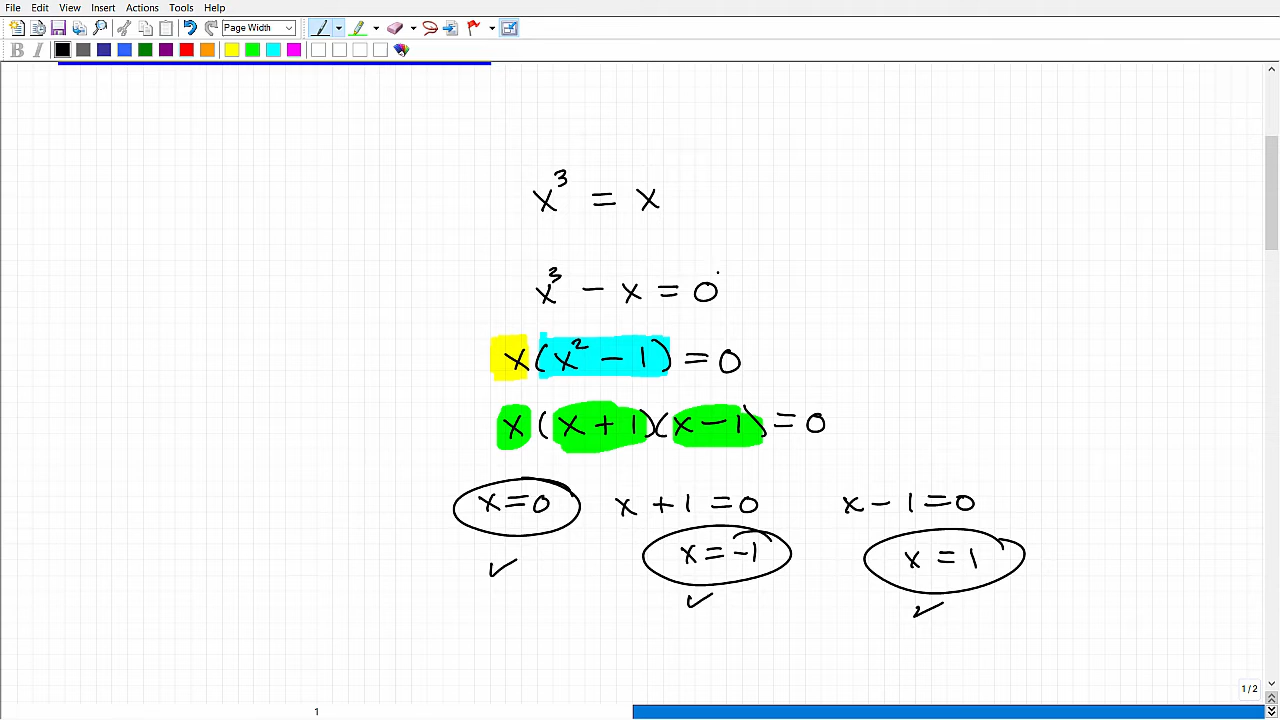 File Edit View Insert Actions Tools Help
Page Width
B I
x³ = x
x³ − x = 0
x(x² − 1) = 0
x(x + 1)(x − 1) = 0
x = 0 x + 1 = 0 x − 1 = 0
x = −1 x = 1
1/2
1